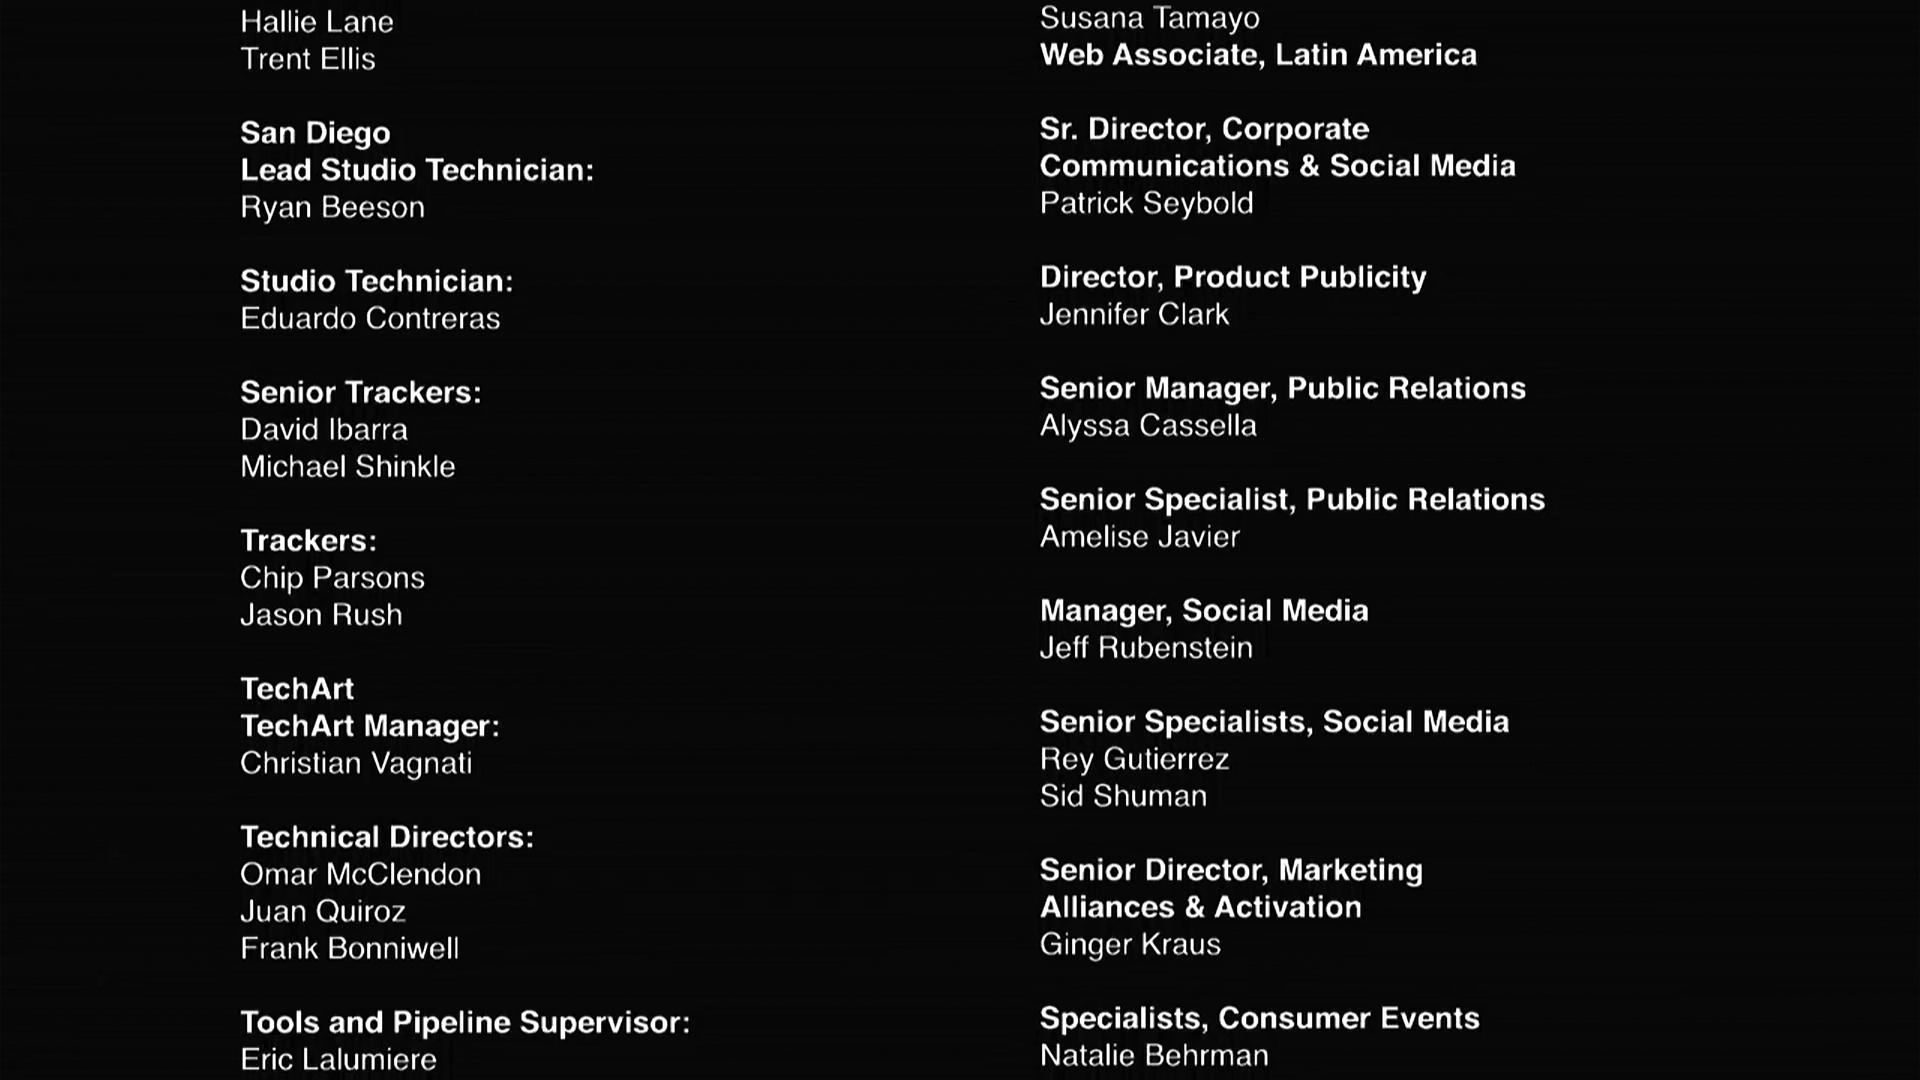 Hallie Lane
Trent Ellis
San Diego
Lead Studio Technician:
Ryan Beeson
Studio Technician:
Eduardo Contreras
Senior Trackers:
David Ibarra
Michael Shinkle
Trackers:
Chip Parsons
Jason Rush
TechArt
TechArt Manager:
Christian Vagnati
Technical Directors:
Omar McClendon
Juan Quiroz
Frank Bonniwell
Tools and Pipeline Supervisor:
Eric Lalumiere
Susana Tamayo
Web Associate, Latin America
Sr. Director, Corporate
Communications & Social Media
Patrick Seybold
Director, Product Publicity
Jennifer Clark
Senior Manager, Public Relations
Alyssa Cassella
Senior Specialist, Public Relations
Amelise Javier
Manager, Social Media
Jeff Rubenstein
Senior Specialists, Social Media
Rey Gutierrez
Sid Shuman
Senior Director, Marketing
Alliances & Activation
Ginger Kraus
Specialists, Consumer Events
Natalie Behrman